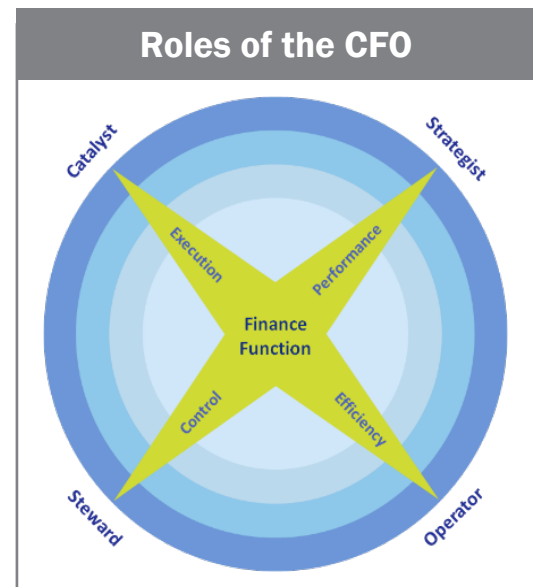 Roles of the CFO
Catalyst
Strategist
Execution
Performance
Finance
Function
Control
Efficiency
Steward
Operator